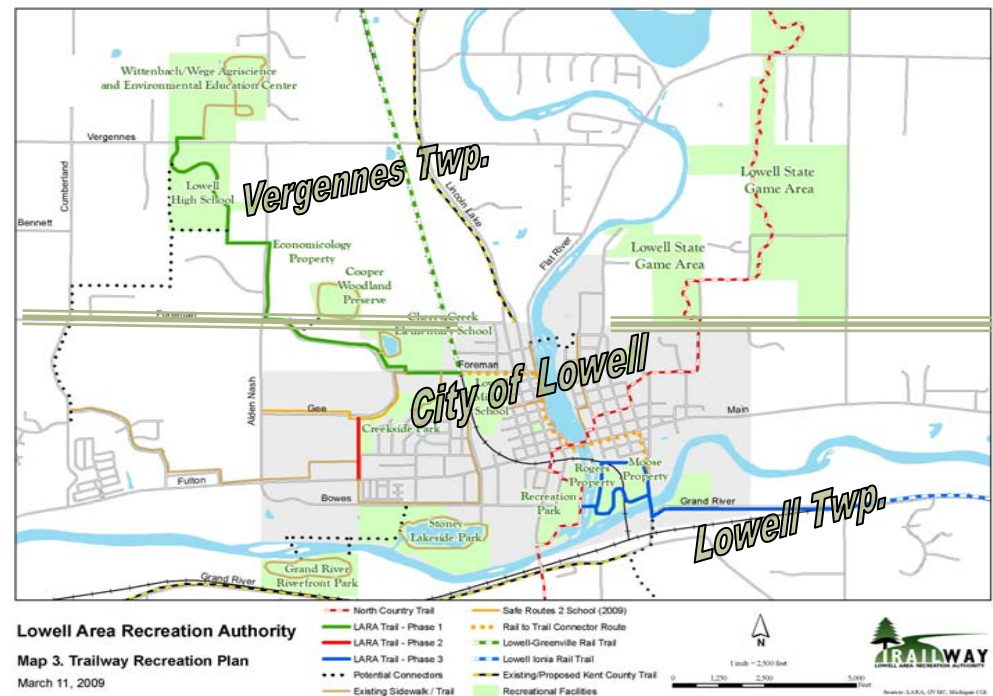 Wittenbach/Wege Agriscience
and Environmental Education Center
Vergennes
Cumberland
Lowell
High School
Vergennes Twp.
Lincoln Lake
Lowell State
Game Area
Bennett
Economicology
Property
Flat River
Lowell State
Game Area
Cooper
Woodland
Preserve
Foreman
Cherry Creek
Elementary School
Foreman
City of Lowell
School
Alden Nash
Gee
Creekside Park
Main
Fulton
Bowes
Rogers
Property
Moose
Property
Recreation
Park
Grand River
Lowell Twp.
Stoney
Lakeside Park
Grand River
Riverfront Park
Grand River
Lowell Area Recreation Authority
Map 3. Trailway Recreation Plan
March 11, 2009
North Country Trail
LARA Trail - Phase 1
LARA Trail - Phase 2
LARA Trail - Phase 3
Potential Connectors
Existing Sidewalk / Trail
Safe Routes 2 School (2009)
Rail to Trail Connector Route
Lowell-Greenville Rail Trail
Lowell Ionia Rail Trail
Existing/Proposed Kent County Trail
Recreational Facilities
N
1 inch = 2,500 feet
0 1,250 2,500 5,000
Feet
TRAILWAY
LOWELL AREA RECREATION AUTHORITY
Sources: LARA, GVMC, Michigan CGI